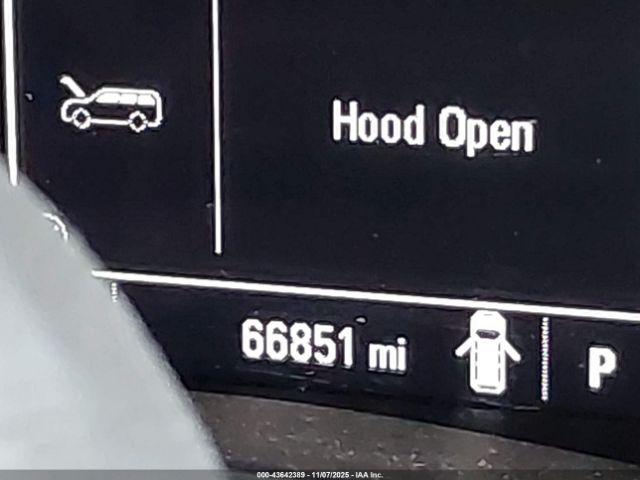 Hood Open
66851 mi
P
000-43642389 - 11/07/2025 - IAA Inc.